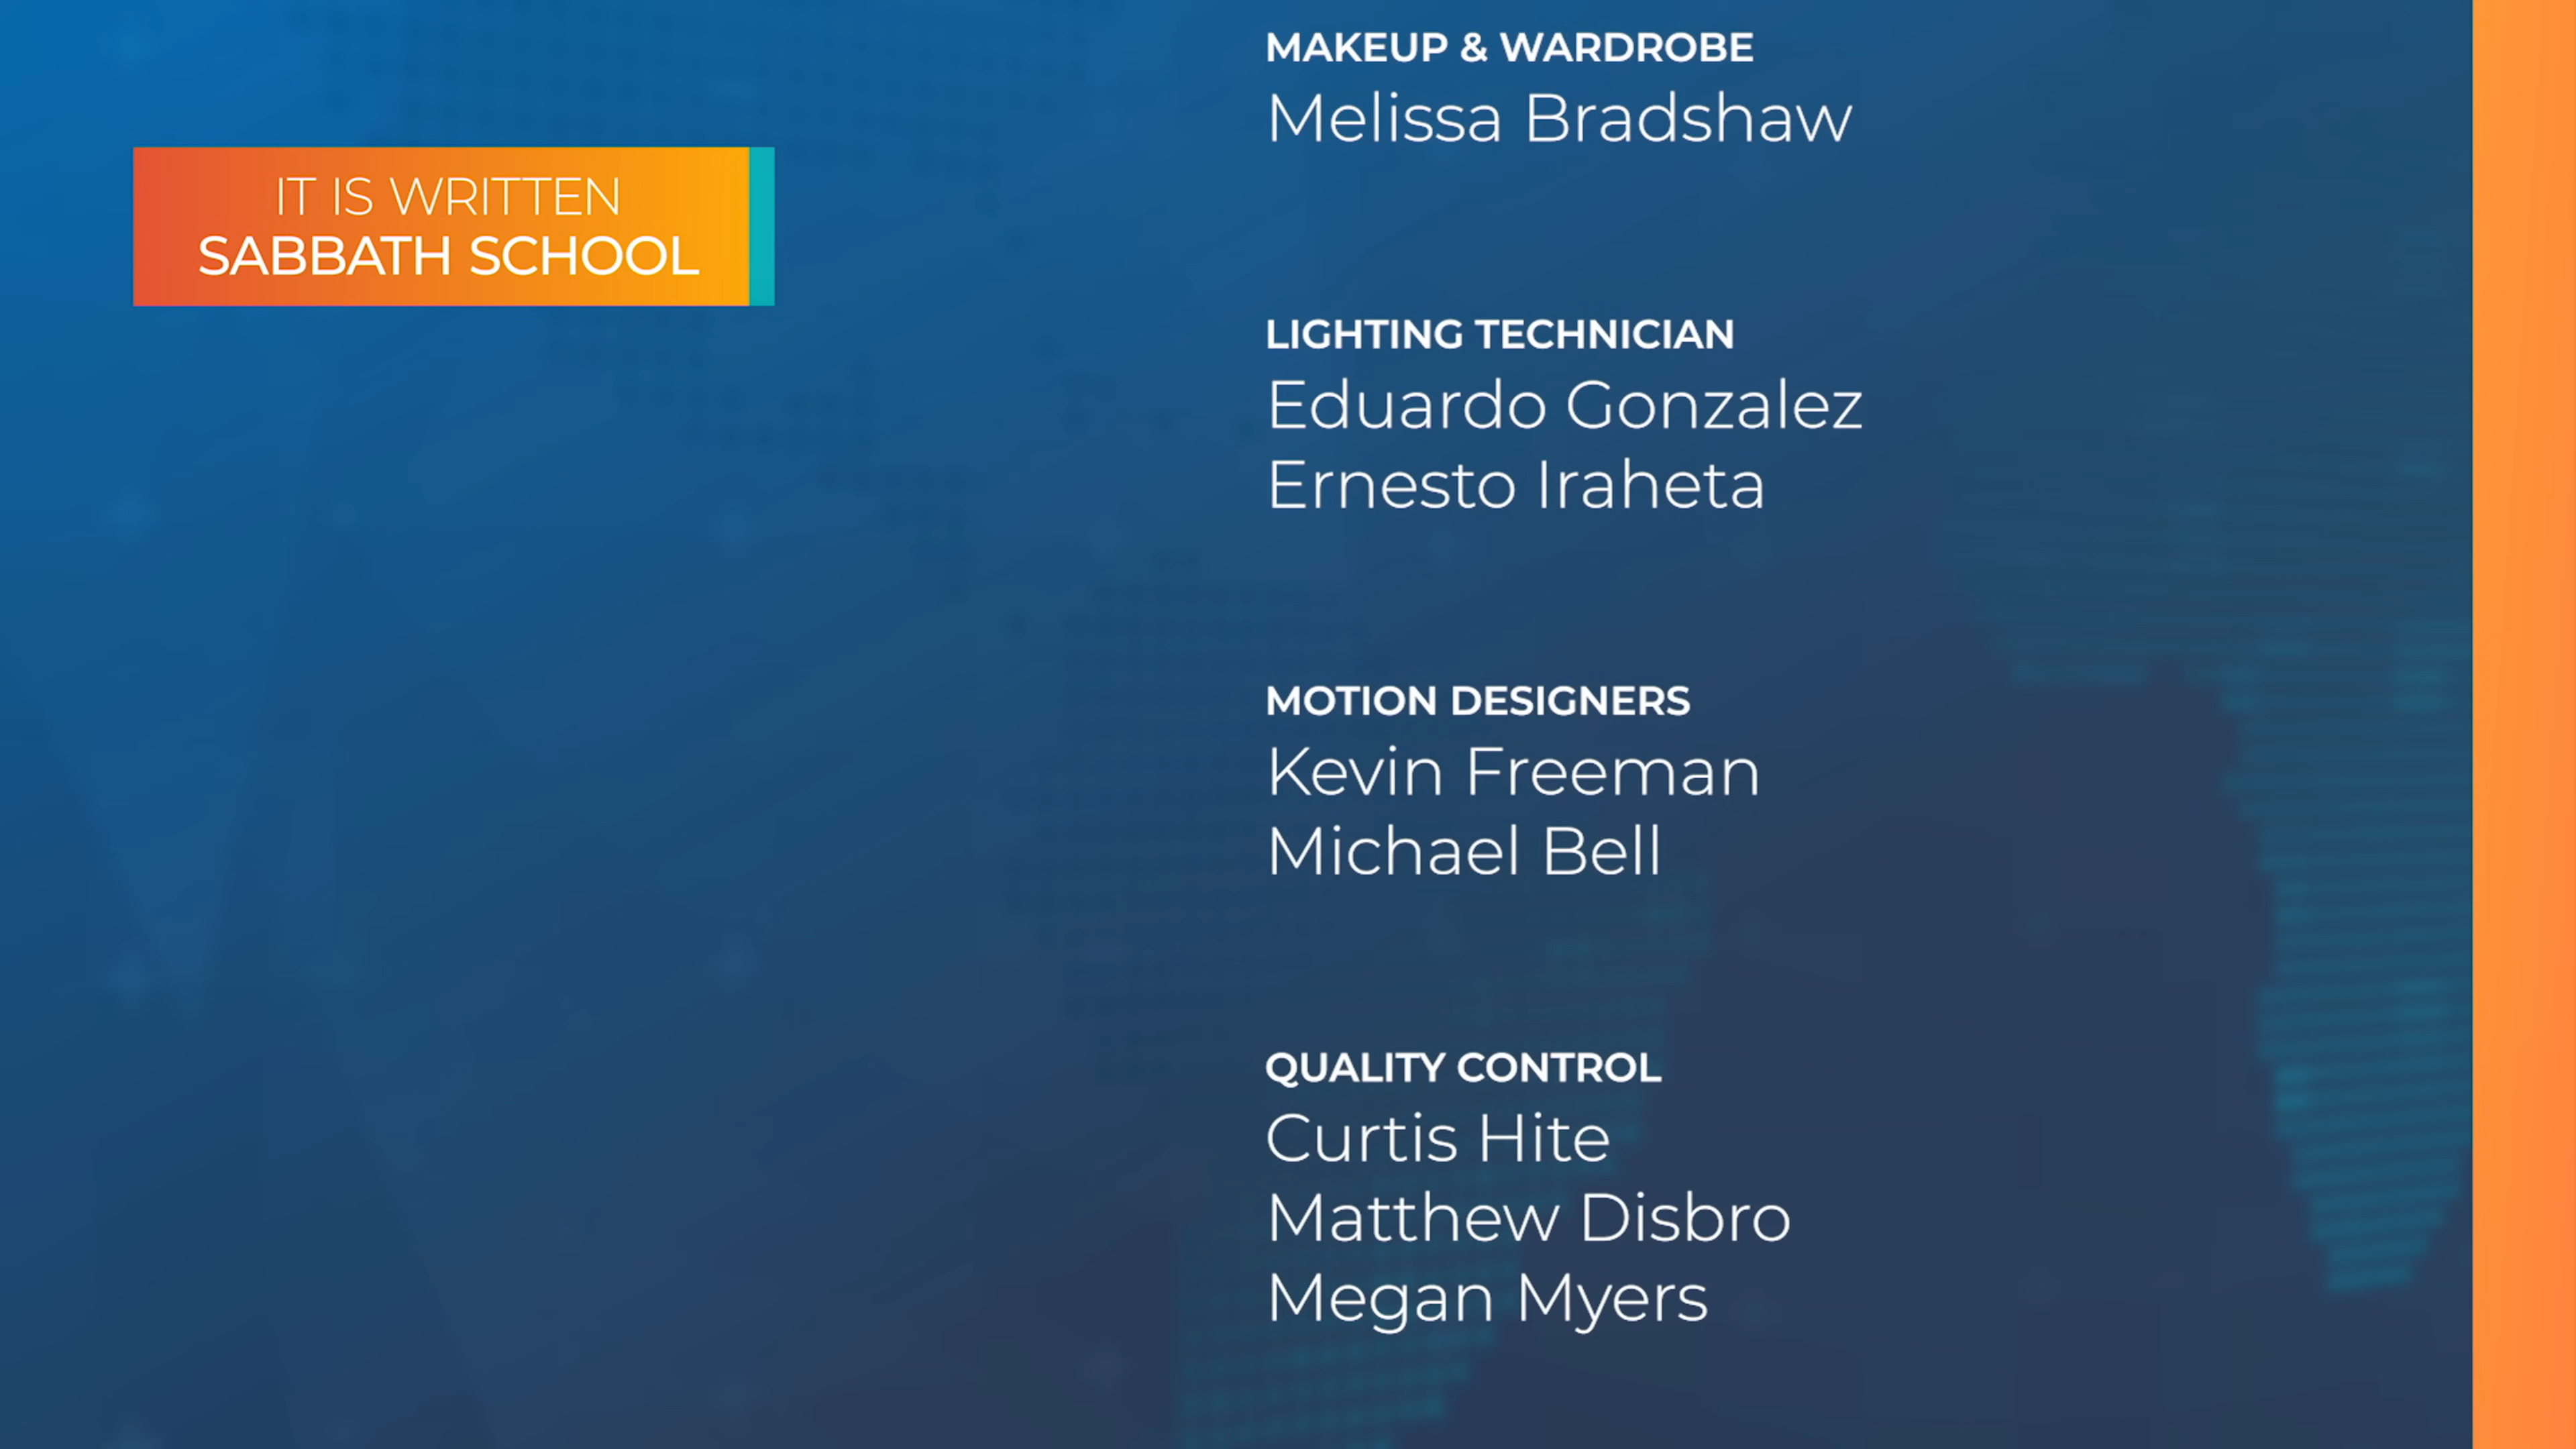 IT IS WRITTEN
SABBATH SCHOOL
MAKEUP & WARDROBE
Melissa Bradshaw
LIGHTING TECHNICIAN
Eduardo Gonzalez
Ernesto Iraheta
MOTION DESIGNERS
Kevin Freeman
Michael Bell
QUALITY CONTROL
Curtis Hite
Matthew Disbro
Megan Myers